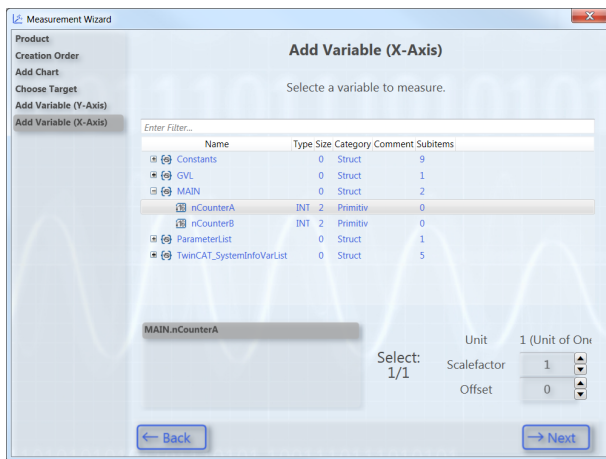 Measurement Wizard
Product
Creation Order
Add Chart
Choose Target
Add Variable (Y-Axis)
Add Variable (X-Axis)
Add Variable (X-Axis)
Selecte a variable to measure.
Enter Filter...
Name Type Size Category Comment Subitems
Constants 0 Struct 9
GVL 0 Struct 1
MAIN 0 Struct 2
nCounterA INT 2 Primitiv 0
nCounterB INT 2 Primitiv 0
ParameterList 0 Struct 1
TwinCAT_SystemInfoVarList 0 Struct 5
MAIN.nCounterA
Select:
1/1
Unit 1 (Unit of One
Scalefactor 1
Offset 0
← Back
→ Next